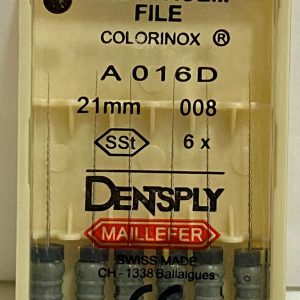 FILE
COLORINOX ®
A 016D
21mm 008
SSt 6 x
DENTSPLY
MAILLEFER
SWISS MADE
CH - 1338 Ballaigues
CE